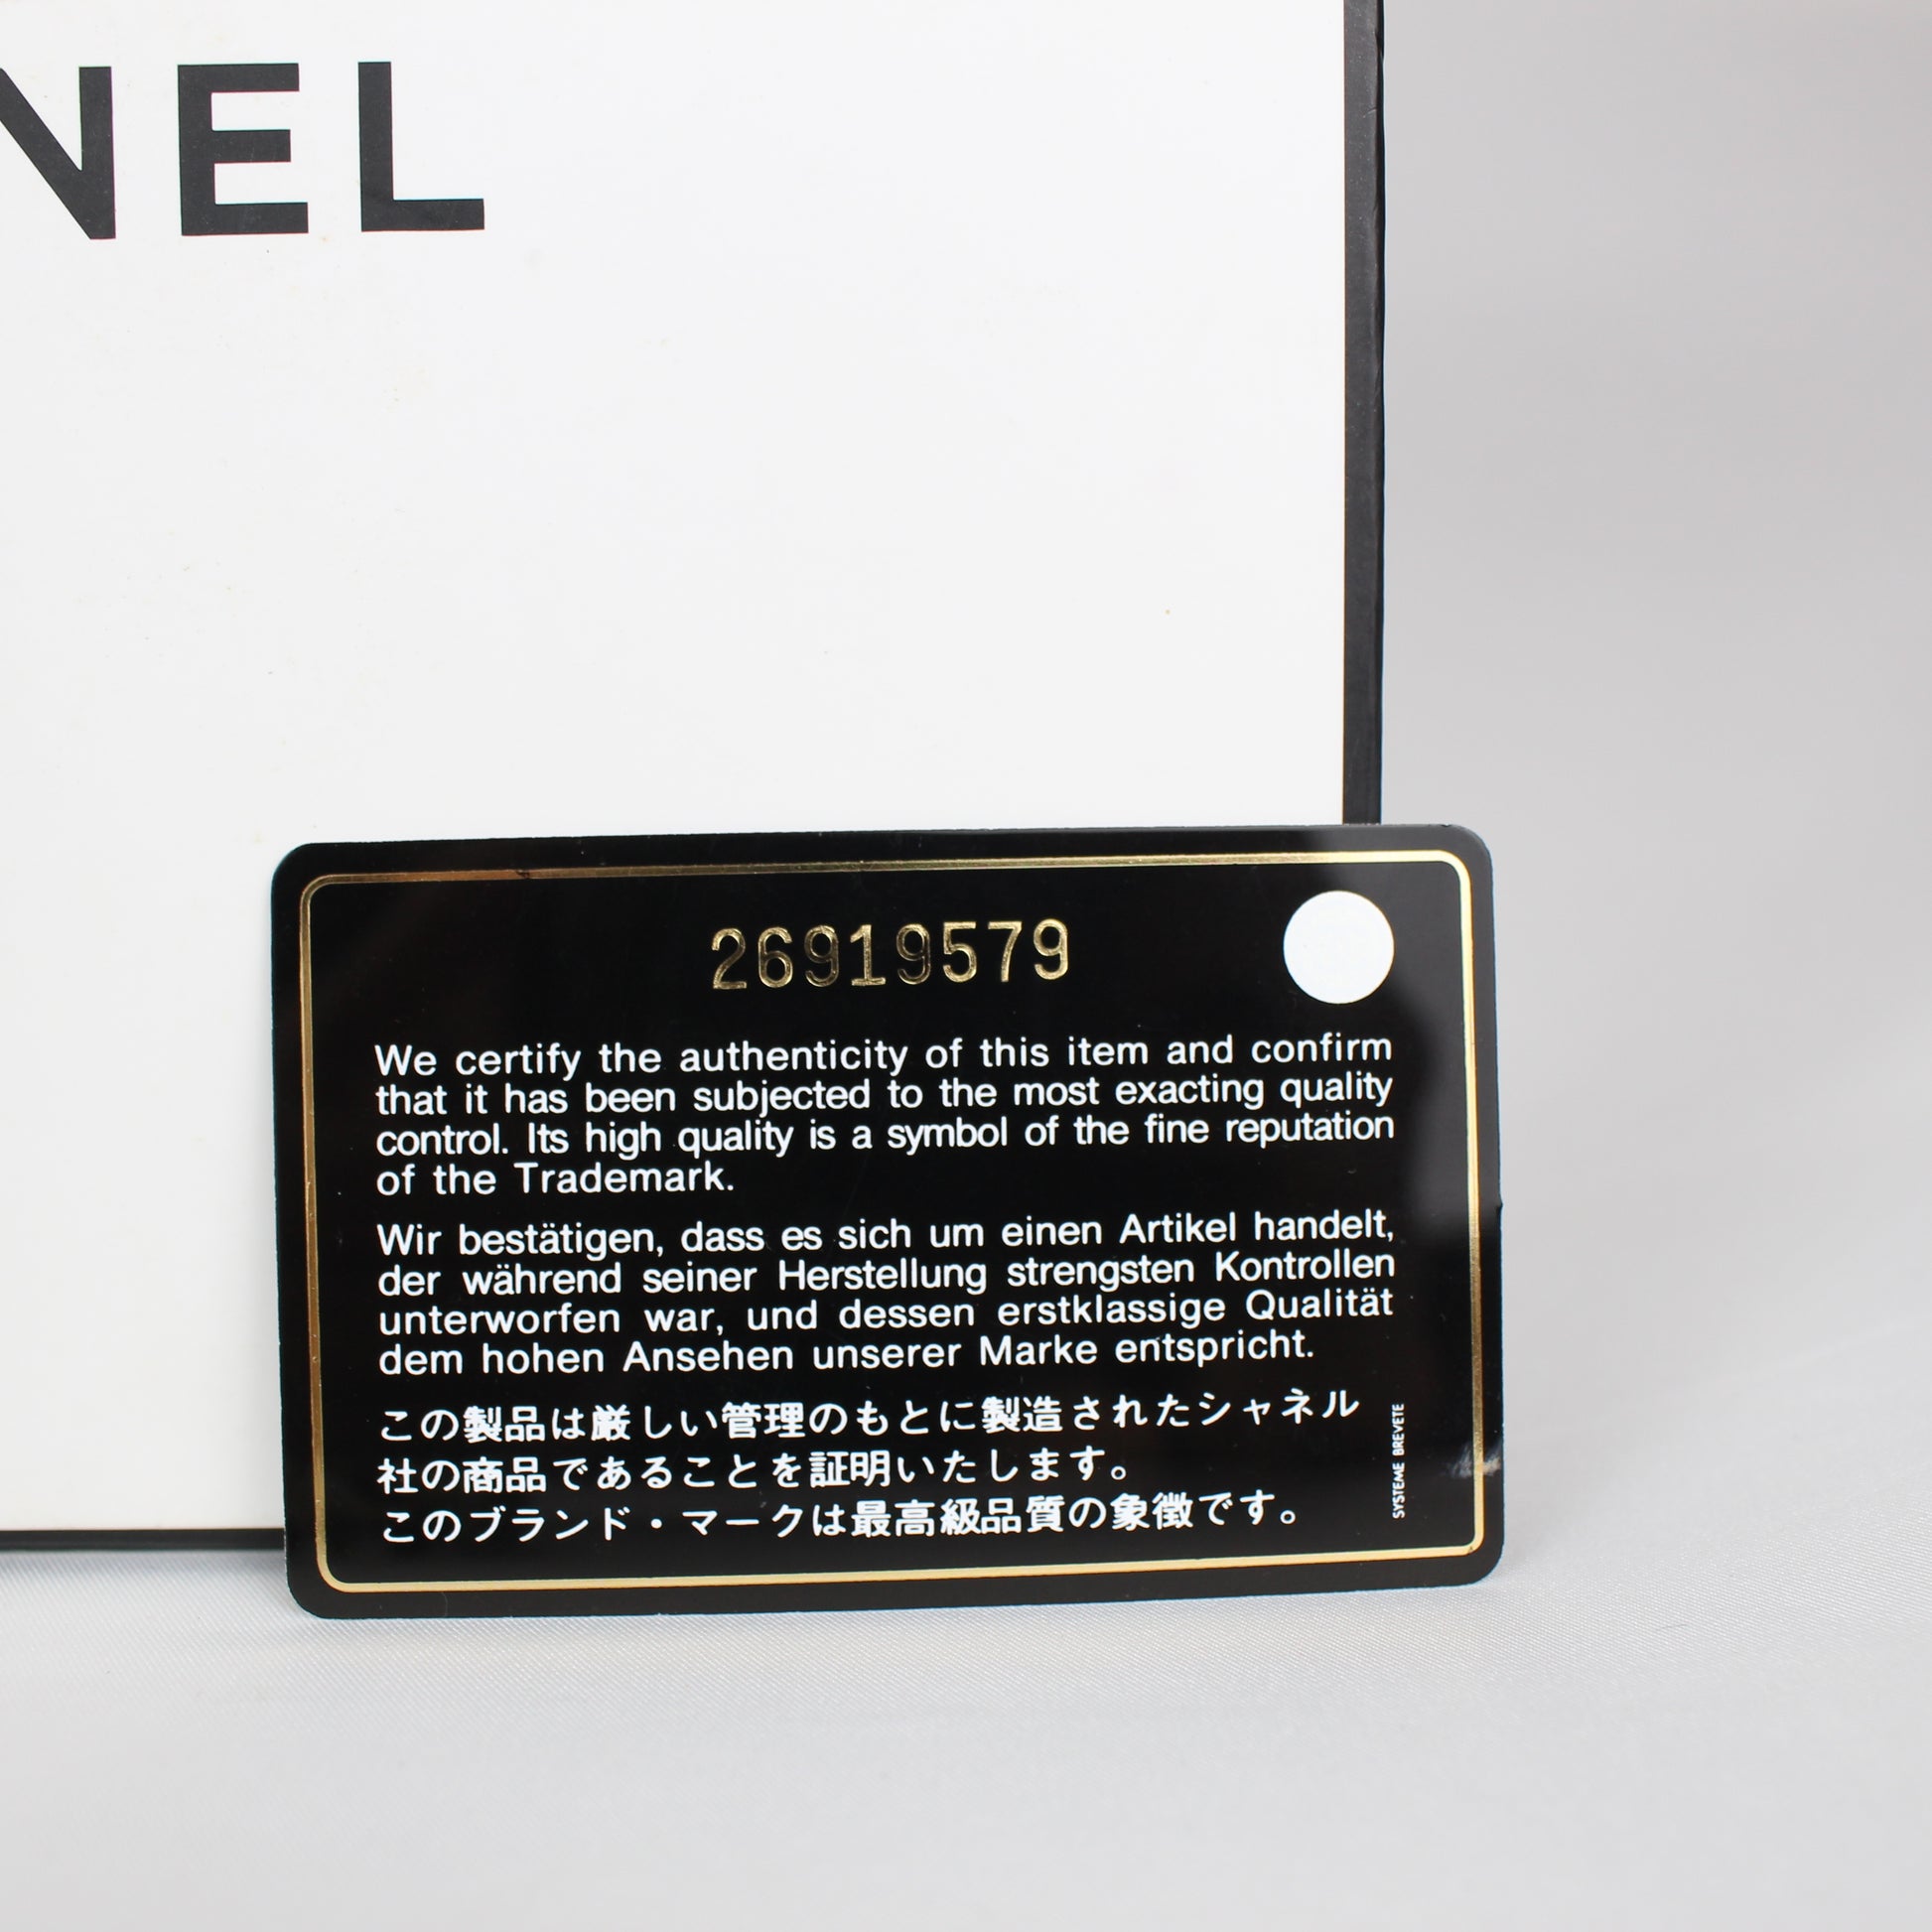 NEL
26919579
We certify the authenticity of this item and confirm
that it has been subjected to the most exacting quality
control. Its high quality is a symbol of the fine reputation
of the Trademark.
Wir bestätigen, dass es sich um einen Artikel handelt,
der während seiner Herstellung strengsten Kontrollen
unterworfen war, und dessen erstklassige Qualität
dem hohen Ansehen unserer Marke entspricht.
この製品は厳しい管理のもとに製造されたシャネル
社の商品であることを証明いたします。
このブランド・マークは最高級品質の象徴です。
SYSTEME BREVETE